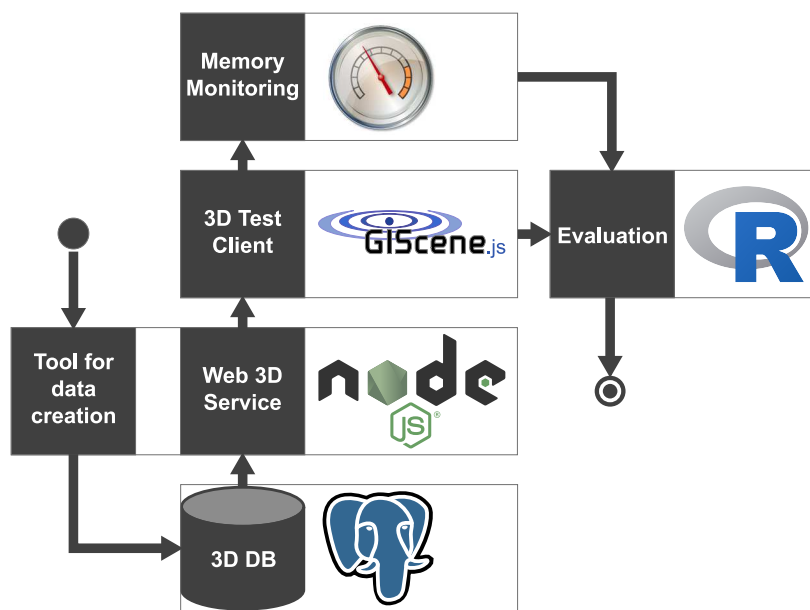 Memory
Monitoring
3D Test
Client
GIScene.js
Evaluation
R
Tool for
data
creation
Web 3D
Service
node
JS®
3D DB